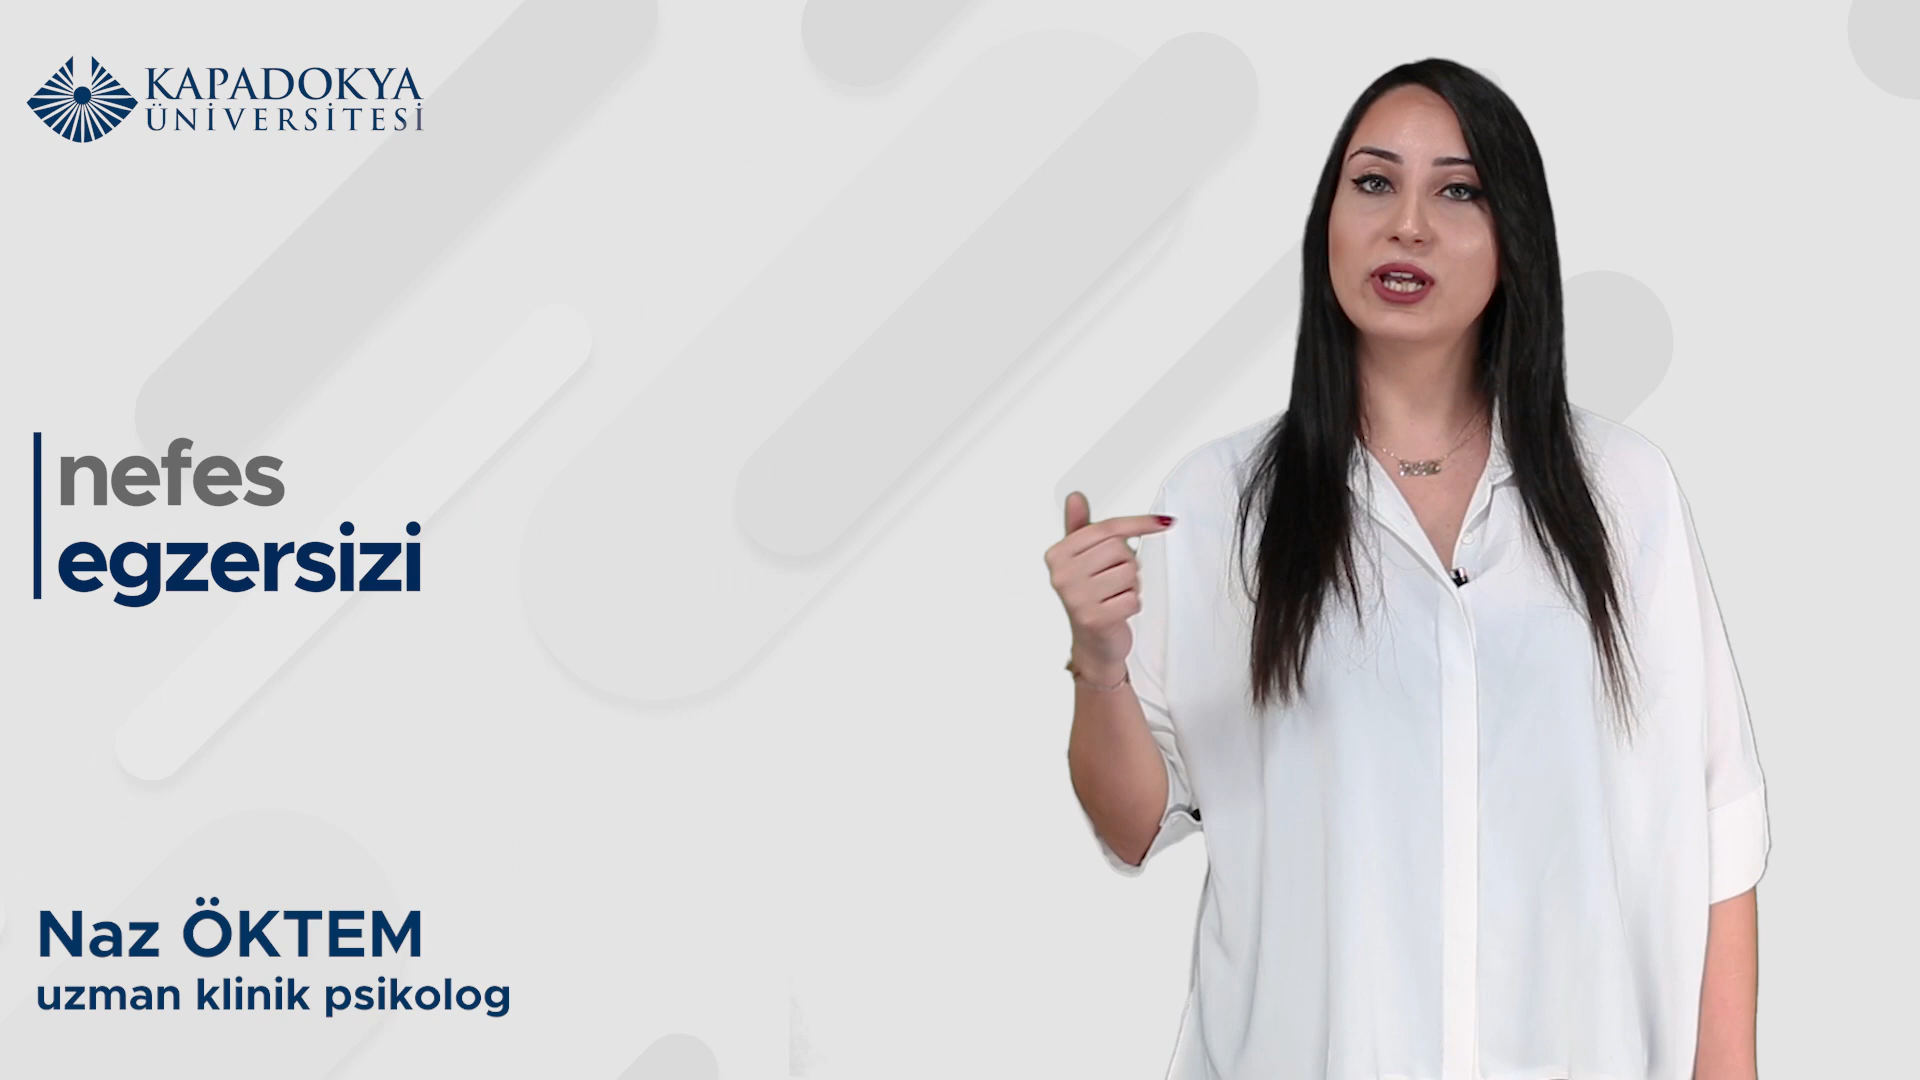 KAPADOKYA
ÜNİVERSİTESİ
nefes
egzersizi
Naz ÖKTEM
uzman klinik psikolog